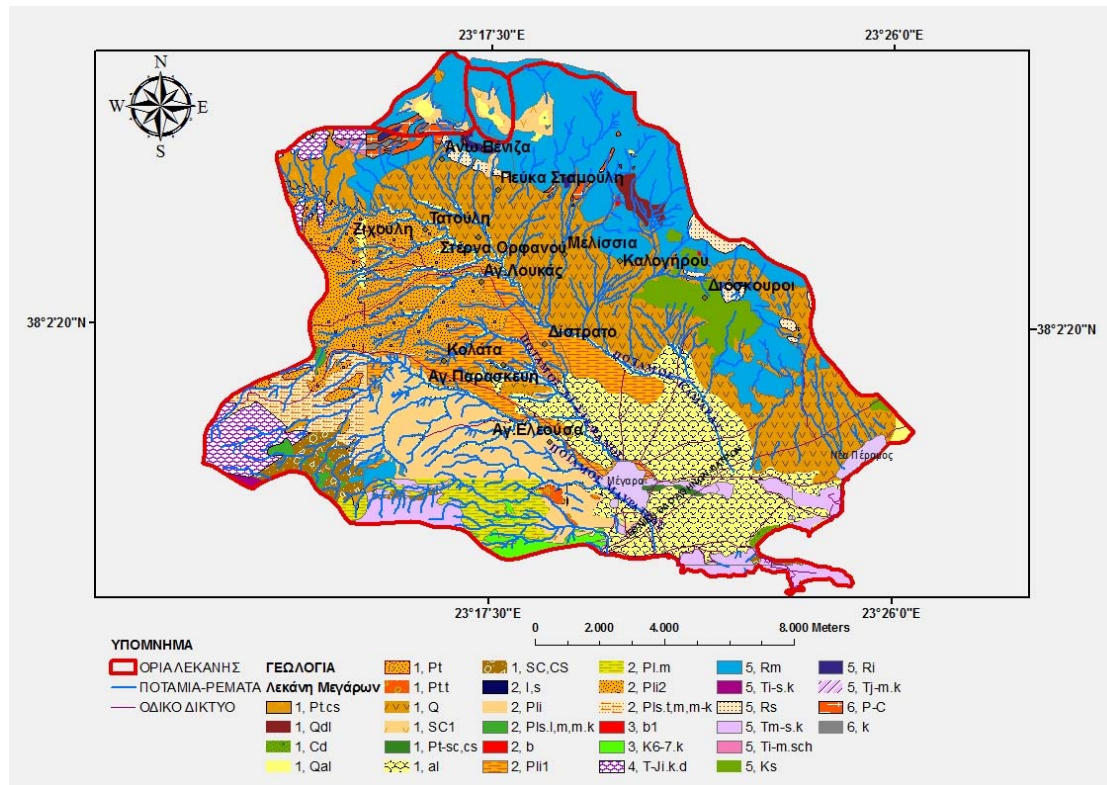 23°17'30"E 23°26'0"E
N
W E
S
Άνω Βένιζα
Πεύκα Σταμούλη
Τατούλη
Ζιχούλη
Στέργα Ορφανού
Μελίσσια
Καλογήρου
Αγ.Λουκάς
Διόσκουροι
38°2'20"N 38°2'20"N
Δίστρατο
Κολάτα
Αγ.Παρασκευή
Αγ.Ελεούσα
Νέα Πέραμος
Μέγαρα
23°17'30"E 23°26'0"E
0 2.000 4.000 8.000 Meters
ΥΠΟΜΝΗΜΑ
ΟΡΙΑ ΛΕΚΑΝΗΣ
ΠΟΤΑΜΙΑ-ΡΕΜΑΤΑ
ΟΔΙΚΟ ΔΙΚΤΥΟ
ΓΕΩΛΟΓΙΑ
Λεκάνη Μεγάρων
1, Pt.cs
1, Qdl
1, Cd
1, Qal
1, Pt
1, Pt.t
1, Q
1, SC1
1, al
1, SC,CS
2, l,s
2, Pli
2, Pls.l,m,m.k
1, Pt-sc,cs
2, b
2, Pli1
2, Pl.m
2, Pli2
2, Pls.t,m,m-k
3, b1
3, K6-7.k
4, T-Ji.k.d
5, Rm
5, Ti-s.k
5, Rs
5, Tm-s.k
5, Ti-m.sch
5, Ks
5, Ri
5, Tj-m.k
6, P-C
6, k